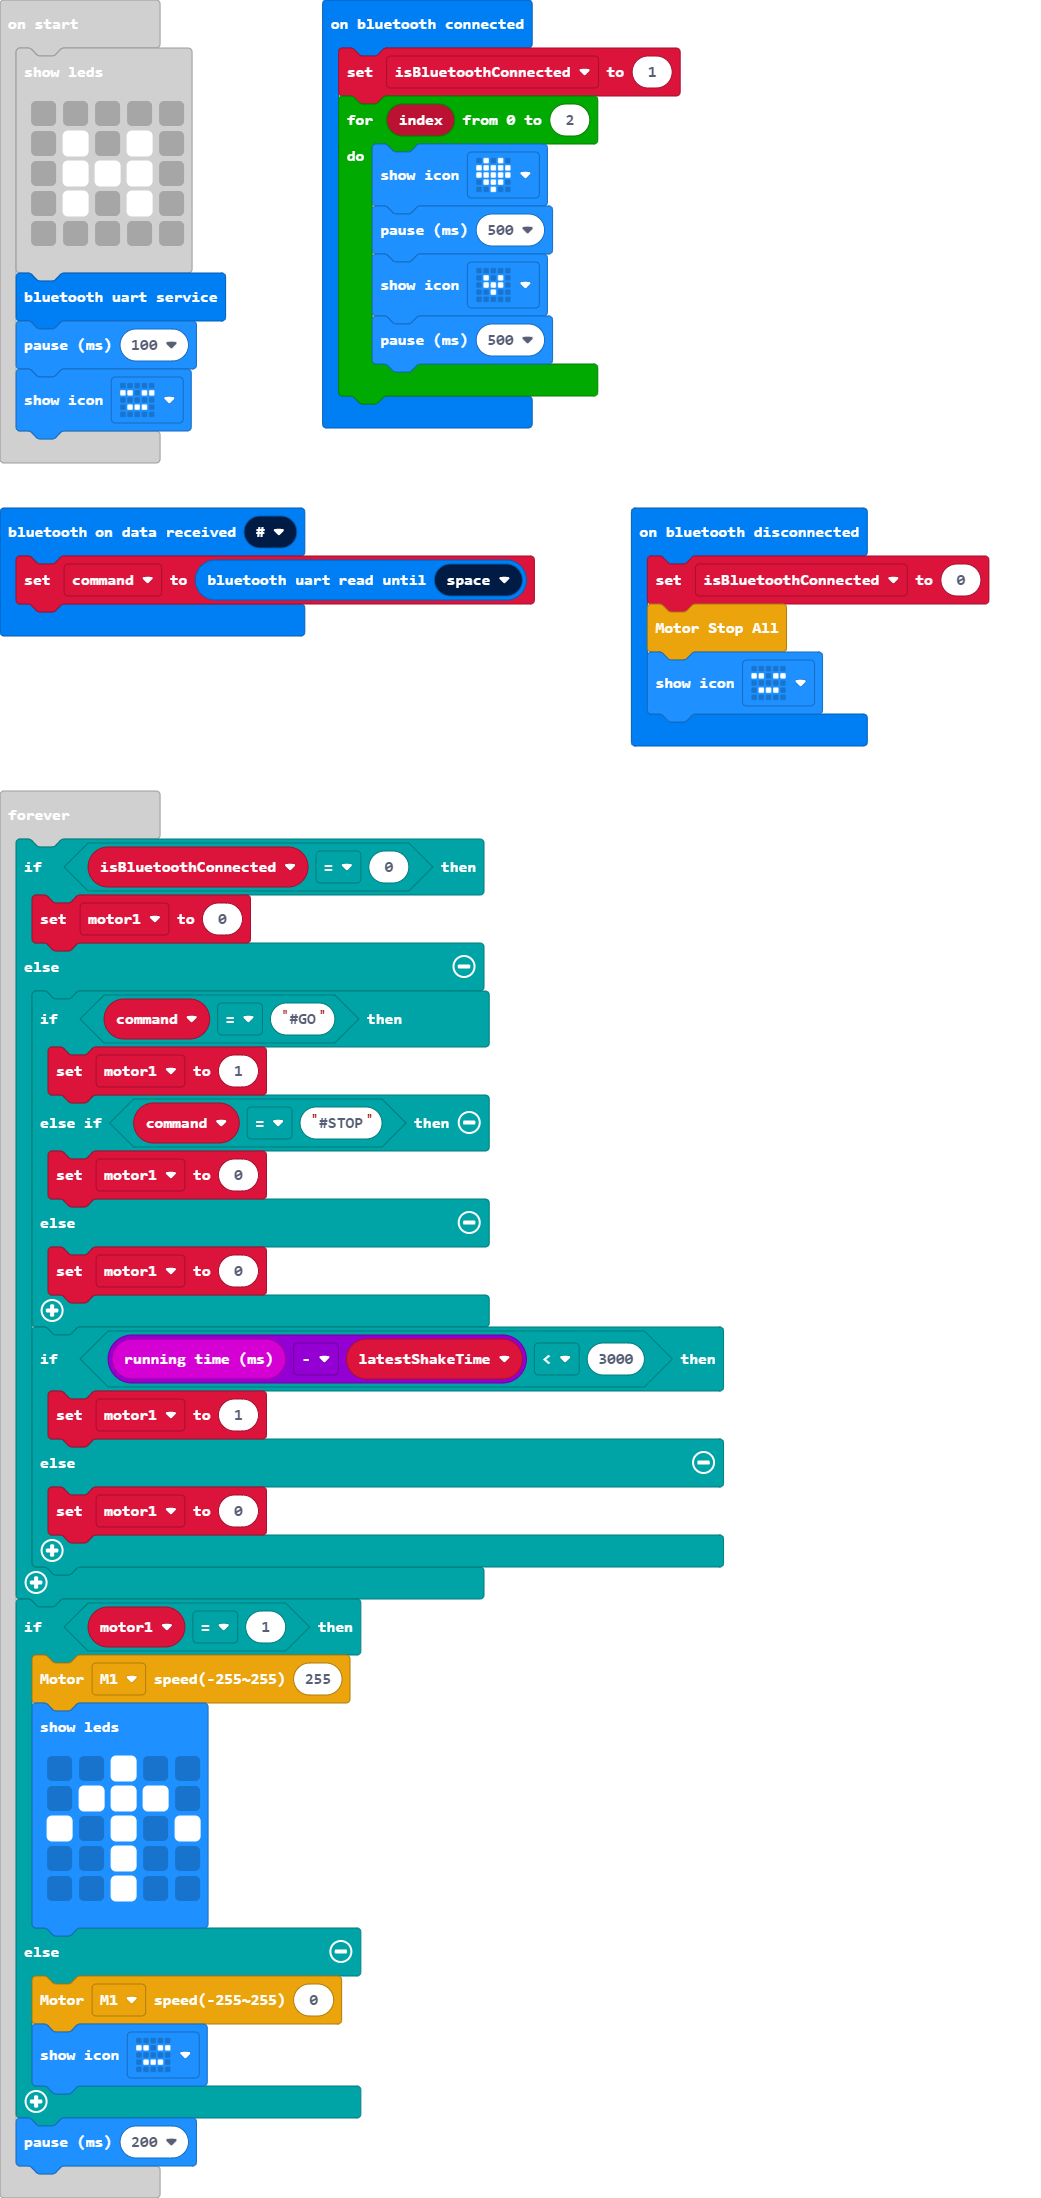 on start
show leds
bluetooth uart service
pause (ms) 100
show icon
on bluetooth connected
set isBluetoothConnected to 1
for index from 0 to 2
do
show icon
pause (ms) 500
show icon
pause (ms) 500
bluetooth on data received #
set command to bluetooth uart read until space
on bluetooth disconnected
set isBluetoothConnected to 0
Motor Stop All
show icon
forever
if isBluetoothConnected = 0 then
set motor1 to 0
else
if command = "#GO" then
set motor1 to 1
else if command = "#STOP" then
set motor1 to 0
else
set motor1 to 0
if running time (ms) - latestShakeTime < 3000 then
set motor1 to 1
else
set motor1 to 0
if motor1 = 1 then
Motor M1 speed(-255~255) 255
show leds
else
Motor M1 speed(-255~255) 0
show icon
pause (ms) 200